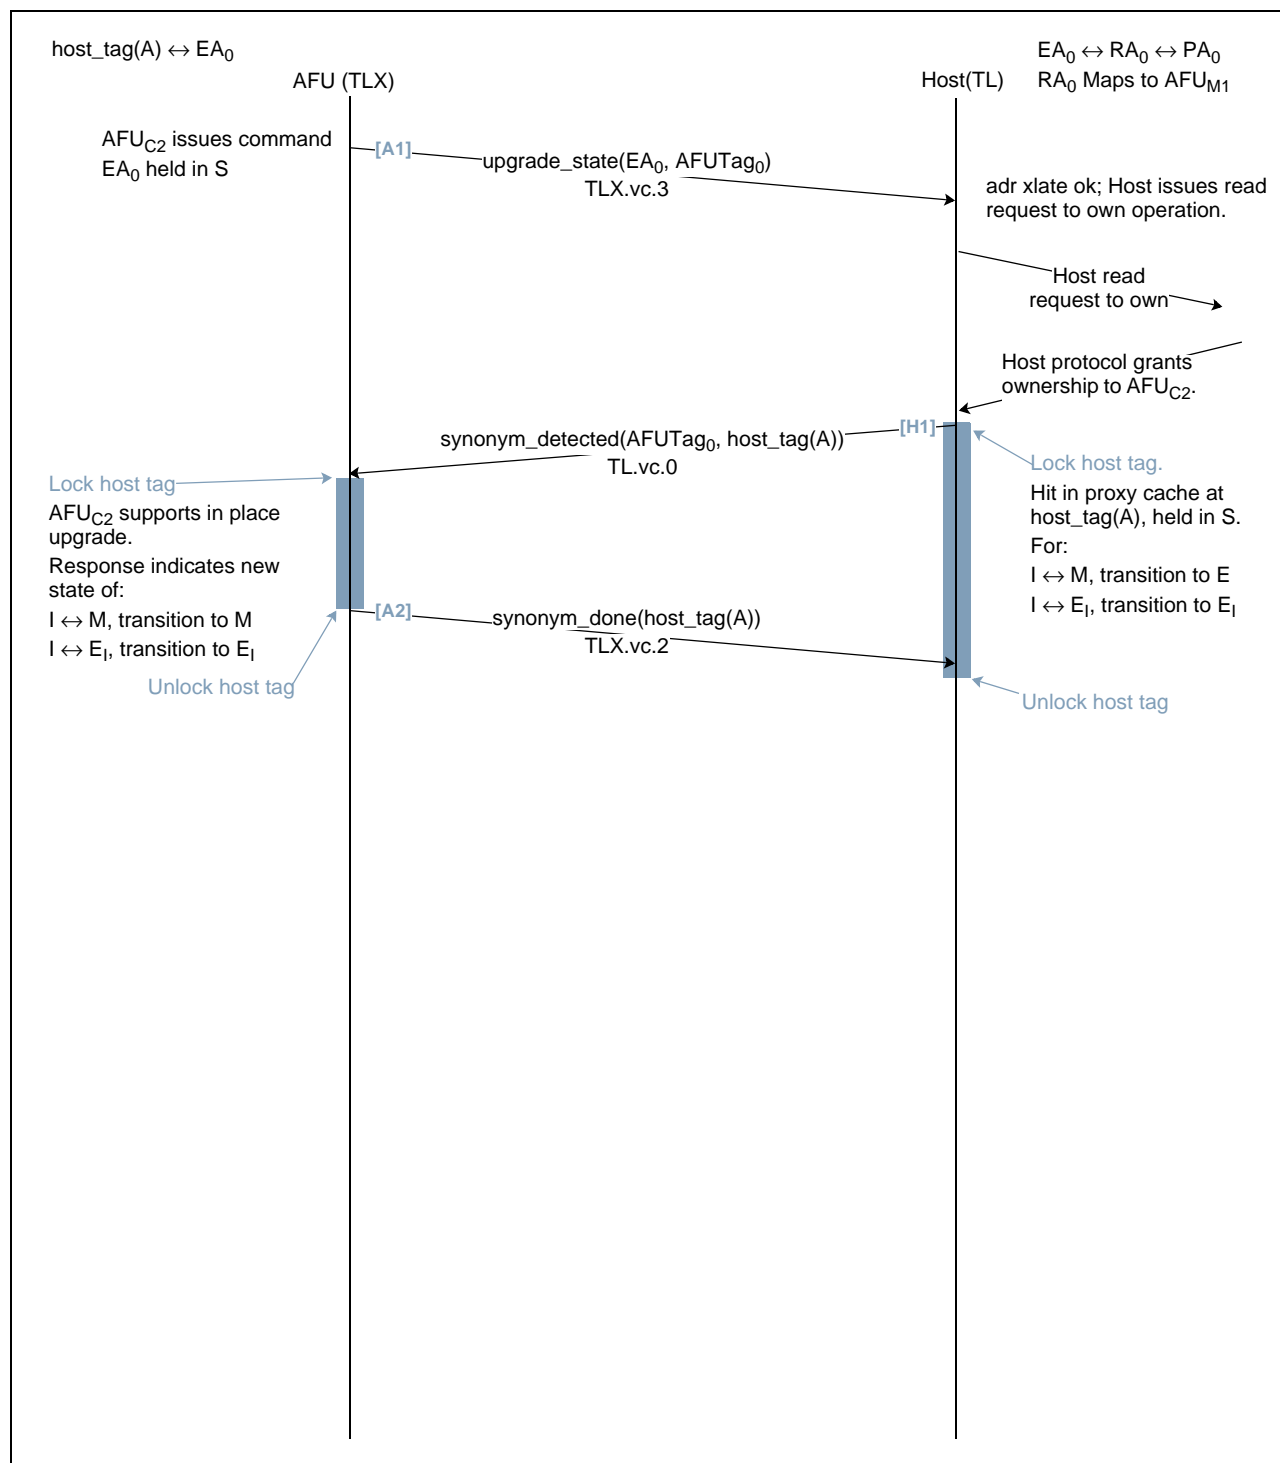 host_tag(A) ↔ EA0
EA0 ↔ RA0 ↔ PA0
RA0 Maps to AFUM1
AFU (TLX)
Host(TL)
AFUC2 issues command
EA0 held in S
[A1]
upgrade_state(EA0, AFUTag0)
TLX.vc.3
adr xlate ok; Host issues read
request to own operation.
Host read
request to own
Host protocol grants
ownership to AFUC2.
[H1]
synonym_detected(AFUTag0, host_tag(A))
TL.vc.0
Lock host tag
AFUC2 supports in place
upgrade.
Response indicates new
state of:
I ↔ M, transition to M
I ↔ EI, transition to EI
Unlock host tag
Lock host tag.
Hit in proxy cache at
host_tag(A), held in S.
For:
I ↔ M, transition to E
I ↔ EI, transition to EI
[A2]
synonym_done(host_tag(A))
TLX.vc.2
Unlock host tag